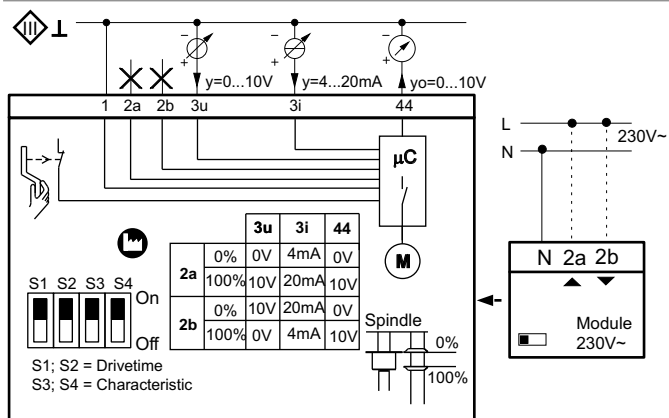 III ⊥
− − −
+ + +
y=0...10V y=4...20mA yo=0...10V
1 2a 2b 3u 3i 44
µC
L
N
230V~
3u 3i 44
2a 0% 0V 4mA 0V
100% 10V 20mA 10V
2b 0% 10V 20mA 0V
100% 0V 4mA 10V
M
N 2a 2b
Module
230V~
S1 S2 S3 S4
On
Off
S1; S2 = Drivetime
S3; S4 = Characteristic
Spindle
0%
100%